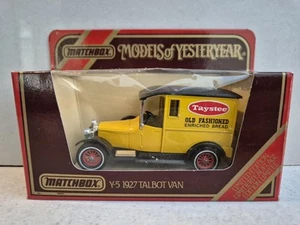 MATCHBOX
MODELS of YESTERYEAR
Taystee
OLD FASHIONED
ENRICHED BREAD
MATCHBOX
Y-5 1927 TALBOT VAN